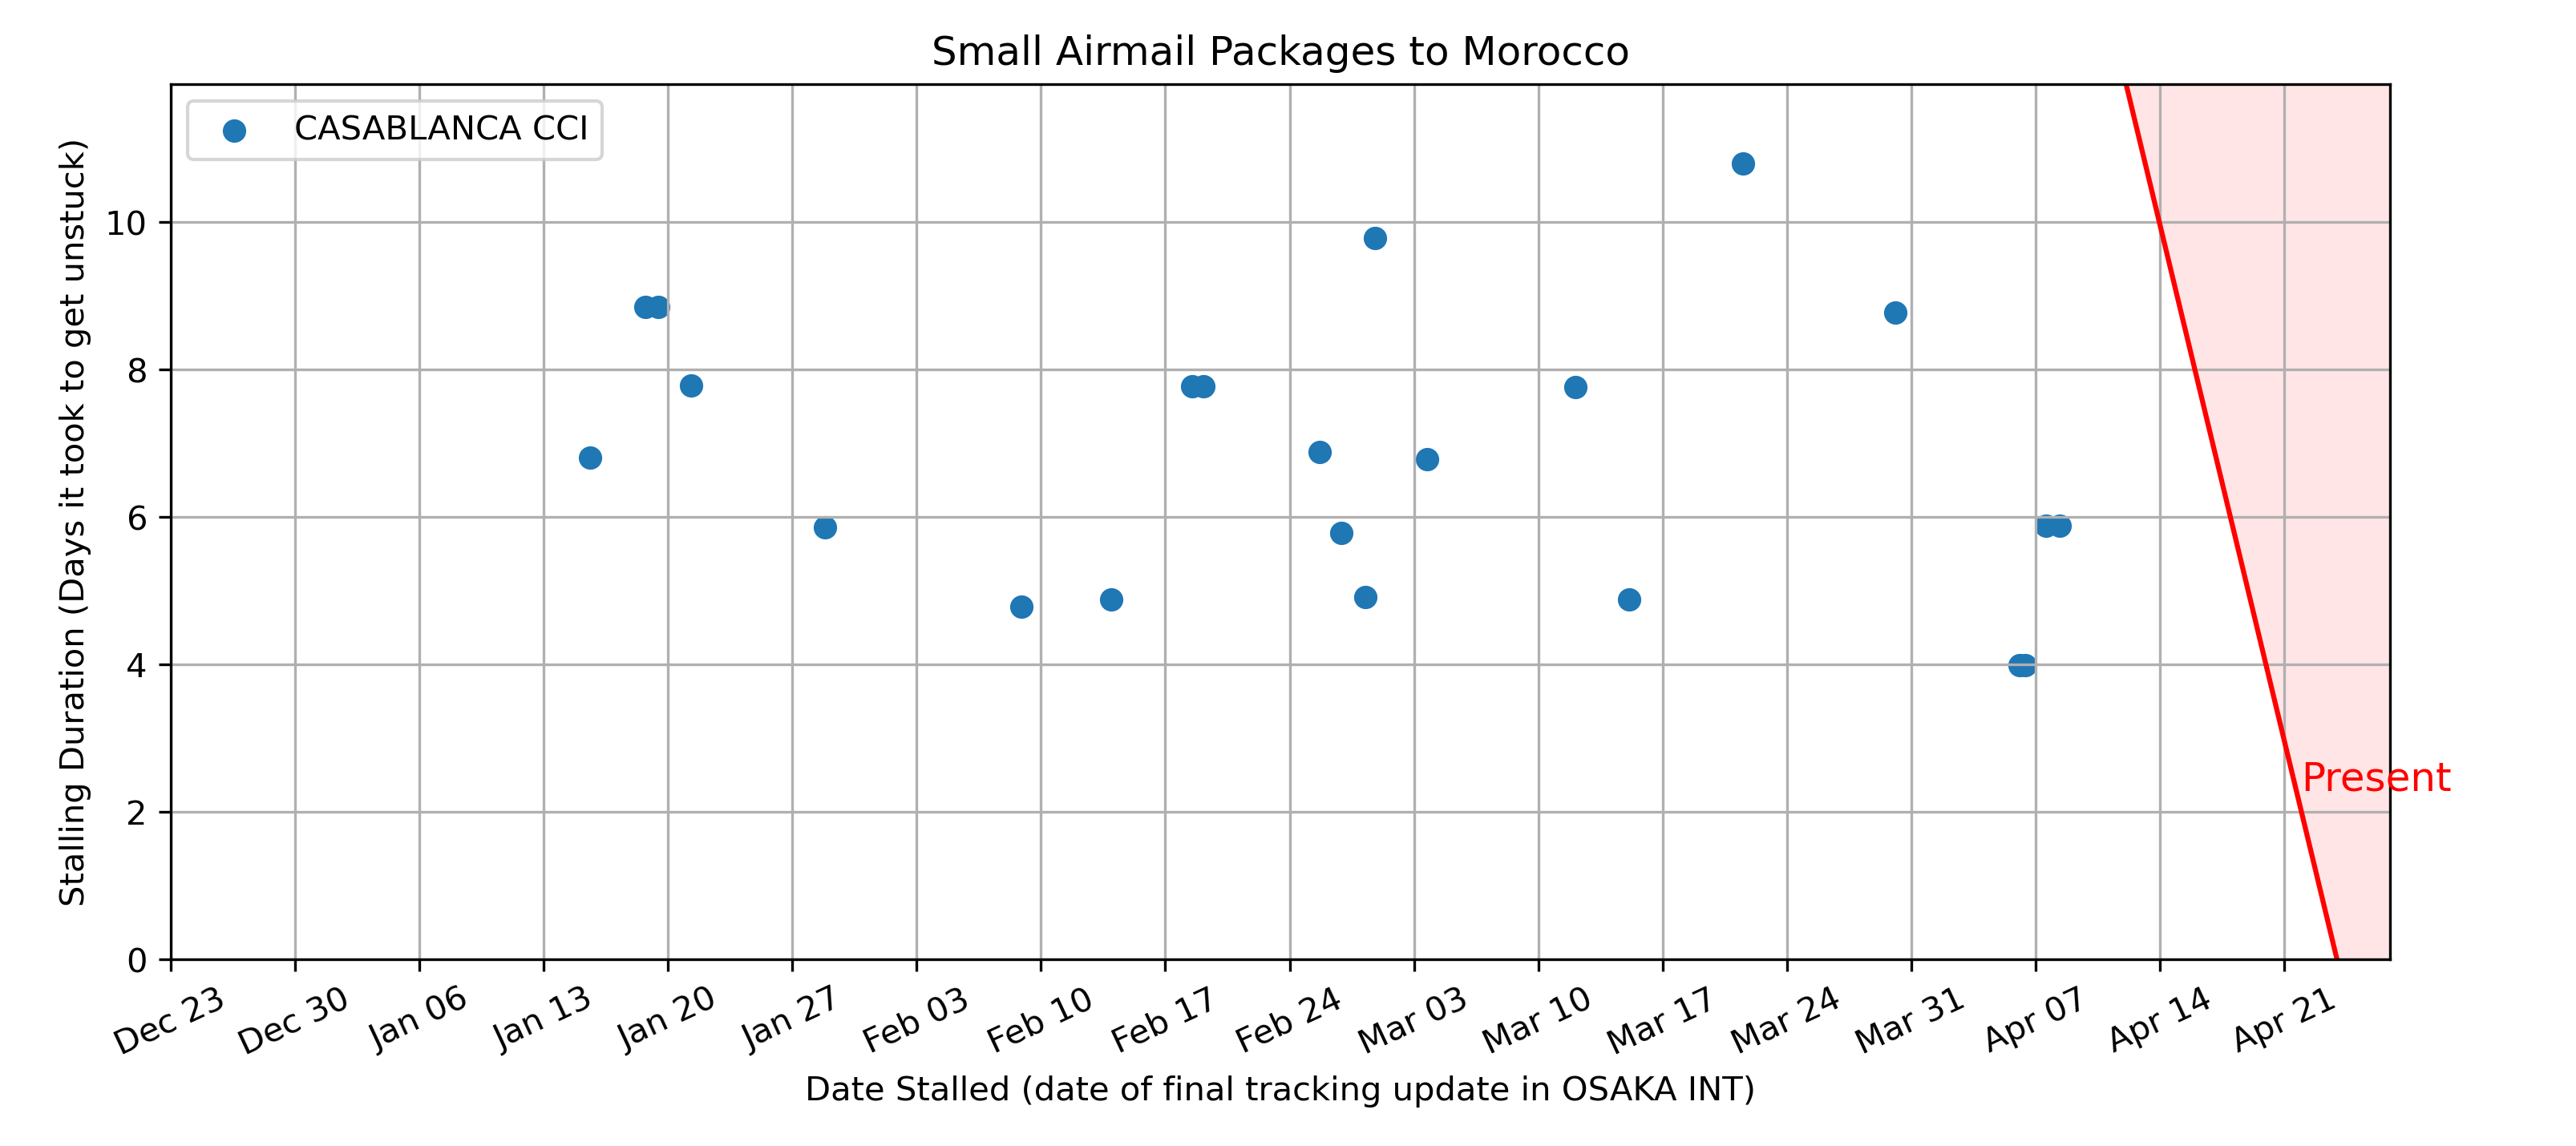 Small Airmail Packages to Morocco
CASABLANCA CCI
Stalling Duration (Days it took to get unstuck)
10
8
6
4
2
0
Present
Dec 23
Dec 30
Jan 06
Jan 13
Jan 20
Jan 27
Feb 03
Feb 10
Feb 17
Feb 24
Mar 03
Mar 10
Mar 17
Mar 24
Mar 31
Apr 07
Apr 14
Apr 21
Date Stalled (date of final tracking update in OSAKA INT)